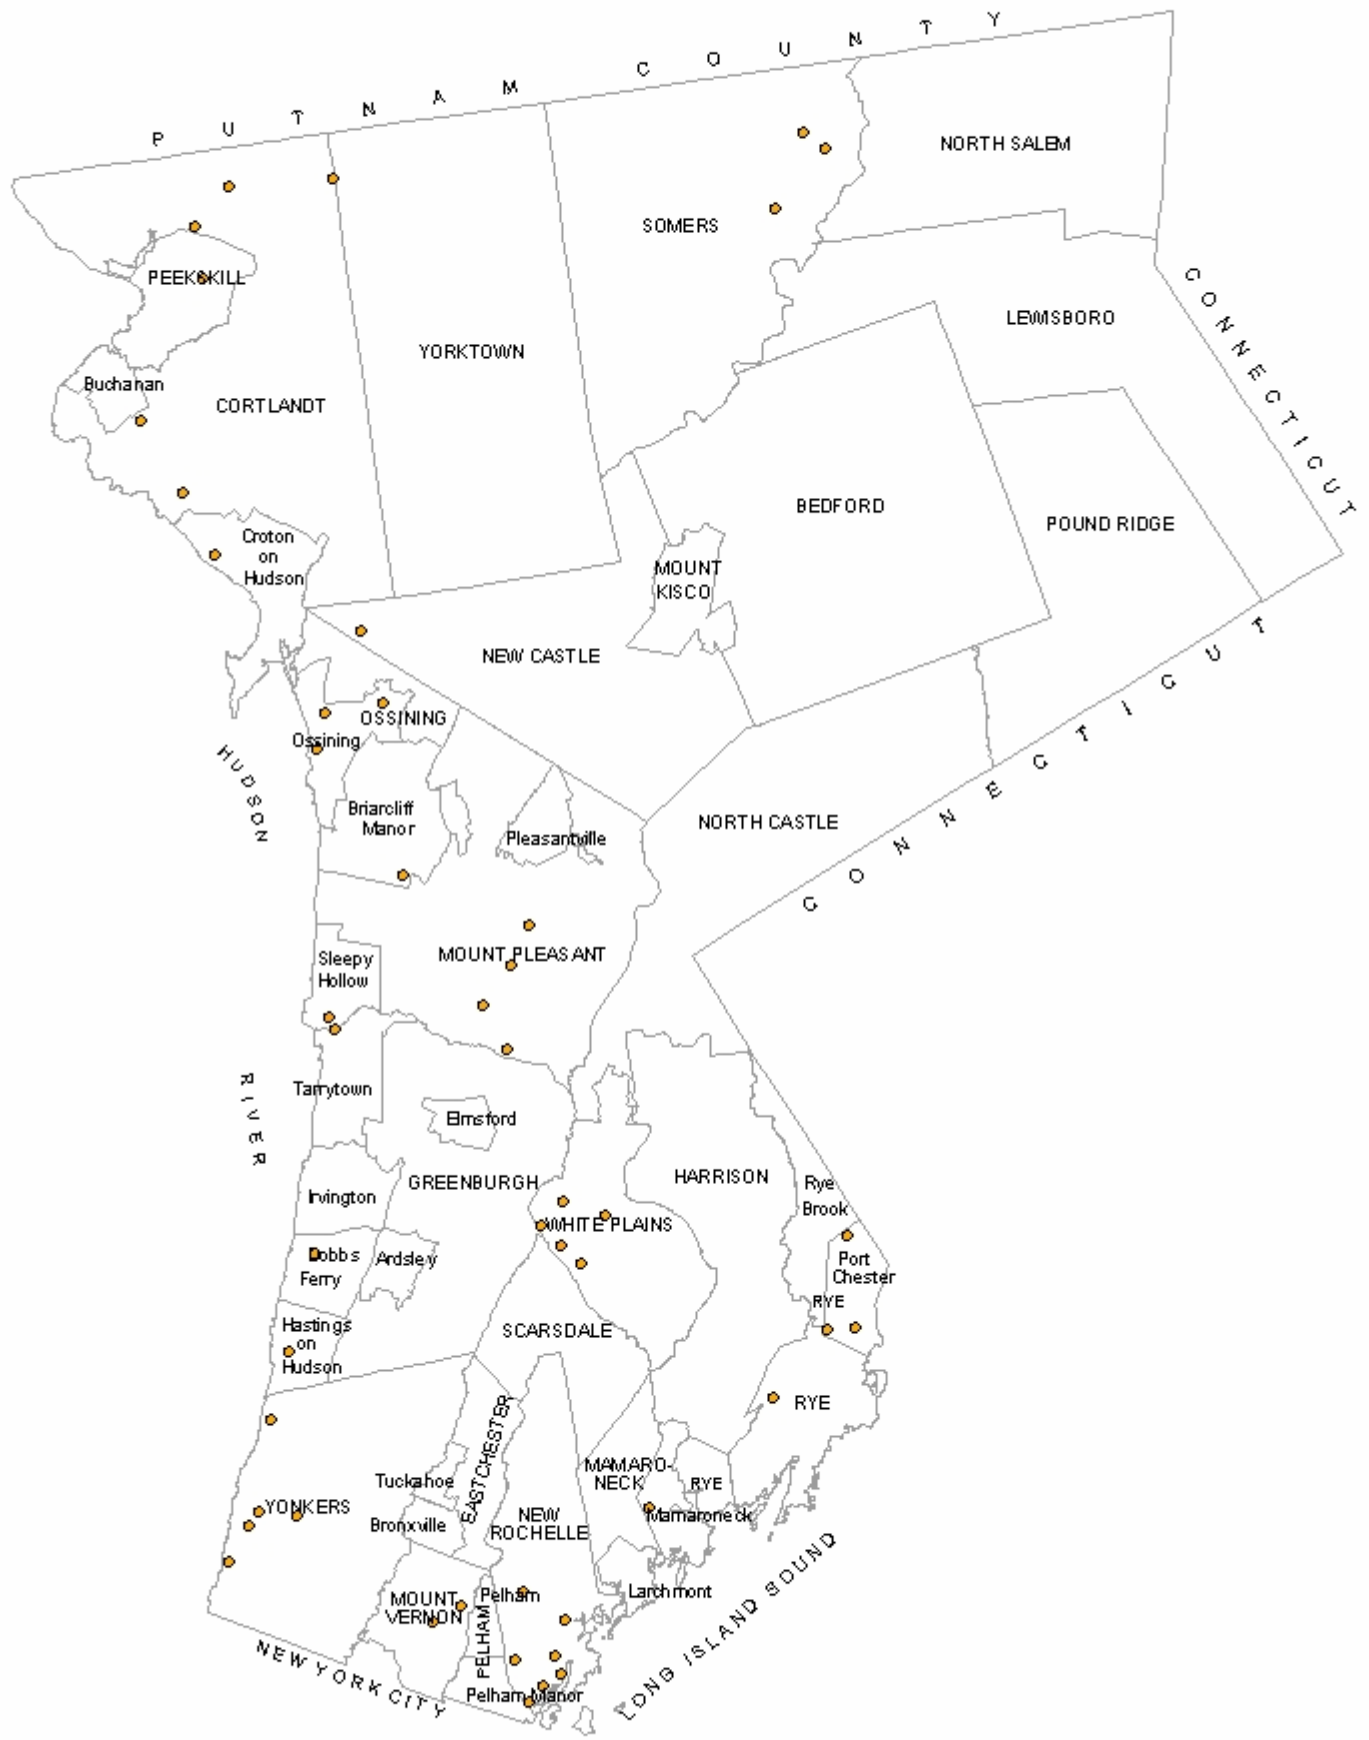 PUTNAM COUNTY
NORTH SALEM
SOMERS
PEEKSKILL
CONNECTICUT
LEWISBORO
YORKTOWN
Buchanan
CORTLANDT
BEDFORD
POUND RIDGE
Croton
on
Hudson
MOUNT
KISCO
NEW CASTLE
CONNECTICUT
OSSINING
Ossining
HUDSON
Briarcliff
Manor
Pleasantville
NORTH CASTLE
MOUNT PLEASANT
Sleepy
Hollow
Tarrytown
RIVER
Elmsford
GREENBURGH
HARRISON
Irvington
Rye
Brook
WHITE PLAINS
Dobbs
Ferry
Ardsley
Port
Chester
RYE
Hastings
on
Hudson
SCARSDALE
RYE
EASTCHESTER
MAMARO-
NECK
RYE
Tuckahoe
YONKERS
Bronxville
NEW
ROCHELLE
Mamaroneck
LONG ISLAND SOUND
Larchmont
MOUNT
VERNON
Pelham
PELHAM
Pelham Manor
NEW YORK CITY